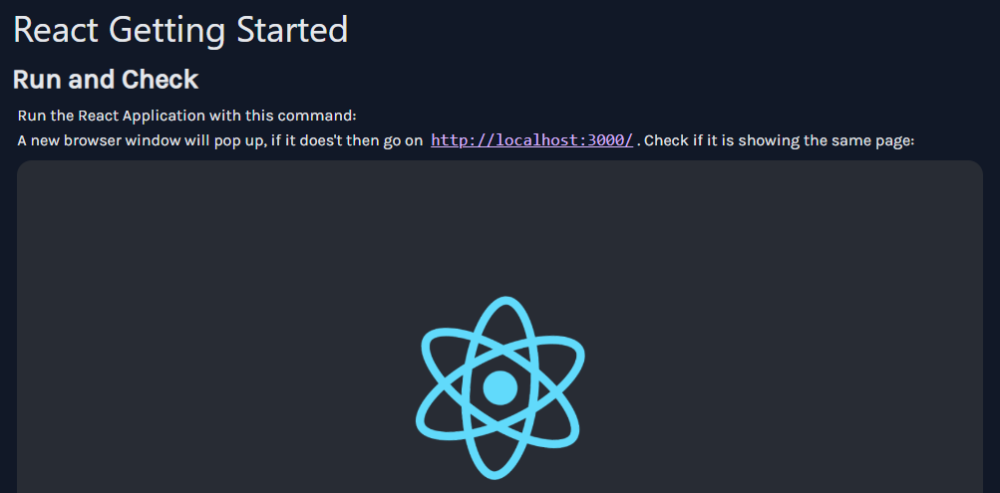 React Getting Started
Run and Check
Run the React Application with this command:
A new browser window will pop up, if it does't then go on http://localhost:3000/ . Check if it is showing the same page: